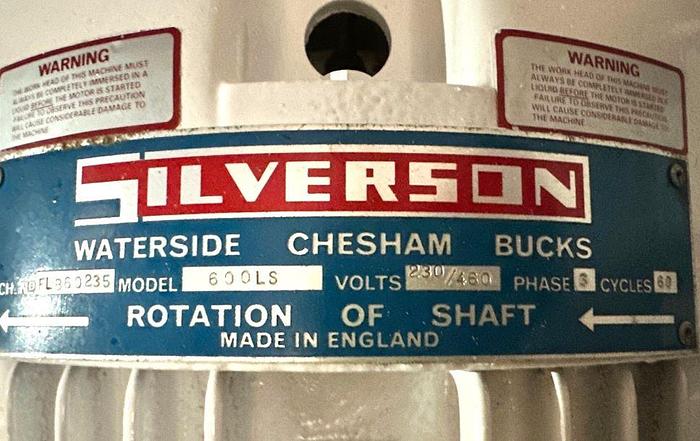 WARNING
THE WORK HEAD OF THIS MACHINE MUST
ALWAYS BE COMPLETELY IMMERSED IN A
LIQUID BEFORE THE MOTOR IS STARTED
FAILURE TO OBSERVE THIS PRECAUTION
WILL CAUSE CONSIDERABLE DAMAGE TO
THE MACHINE
WARNING
THE WORK HEAD OF THIS MACHINE MUST
ALWAYS BE COMPLETELY IMMERSED IN A
LIQUID BEFORE THE MOTOR IS STARTED
FAILURE TO OBSERVE THIS PRECAUTION
WILL CAUSE CONSIDERABLE DAMAGE TO
THE MACHINE
SILVERSON
WATERSIDE CHESHAM BUCKS
CH. NO FL860235 MODEL 600LS VOLTS 230/460 PHASE 3 CYCLES 60
ROTATION OF SHAFT
MADE IN ENGLAND